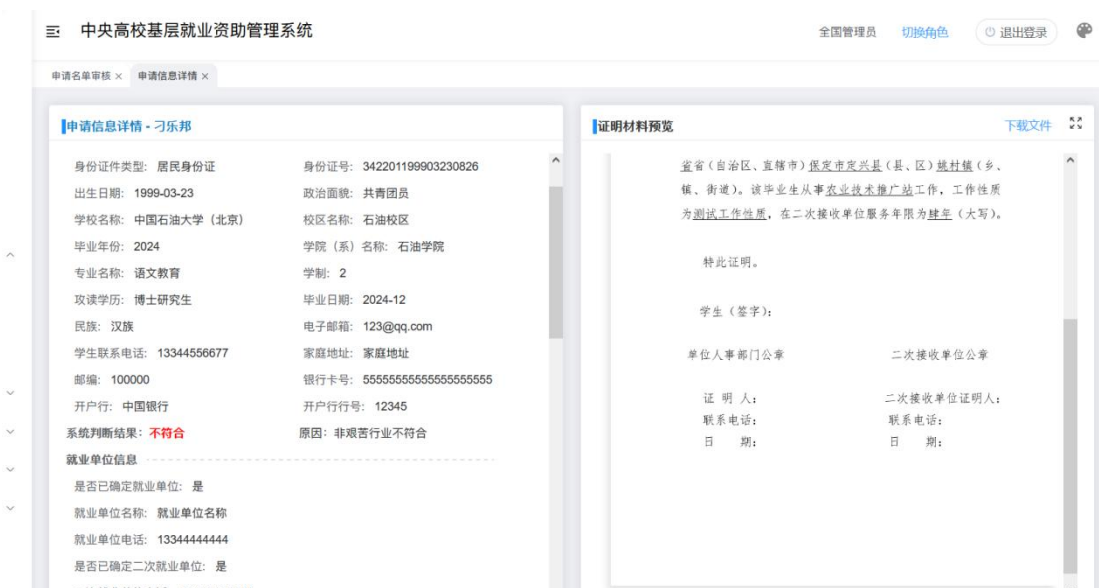 中央高校基层就业资助管理系统
全国管理员 切换角色 退出登录
申请名单审核 × 申请信息详情 ×
申请信息详情 - 刁乐邦
身份证件类型: 居民身份证 身份证号: 342201199903230826
出生日期: 1999-03-23 政治面貌: 共青团员
学校名称: 中国石油大学（北京） 校区名称: 石油校区
毕业年份: 2024 学院（系）名称: 石油学院
专业名称: 语文教育 学制: 2
攻读学历: 博士研究生 毕业日期: 2024-12
民族: 汉族 电子邮箱: 123@qq.com
学生联系电话: 13344556677 家庭地址: 家庭地址
邮编: 100000 银行卡号: 55555555555555555555
开户行: 中国银行 开户行行号: 12345
系统判断结果: 不符合 原因: 非艰苦行业不符合
就业单位信息
是否已确定就业单位: 是
就业单位名称: 就业单位名称
就业单位电话: 13344444444
是否已确定二次就业单位: 是
证明材料预览 下载文件
省省（自治区、直辖市）保定市定兴县（县、区）姚村镇（乡、
镇、街道）。该毕业生从事农业技术推广站工作，工作性质
为测试工作性质，在二次接收单位服务年限为肆年（大写）。
特此证明。
学生（签字）：
单位人事部门公章 二次接收单位公章
证 明 人： 二次接收单位证明人：
联系电话： 联系电话：
日 期： 日 期：